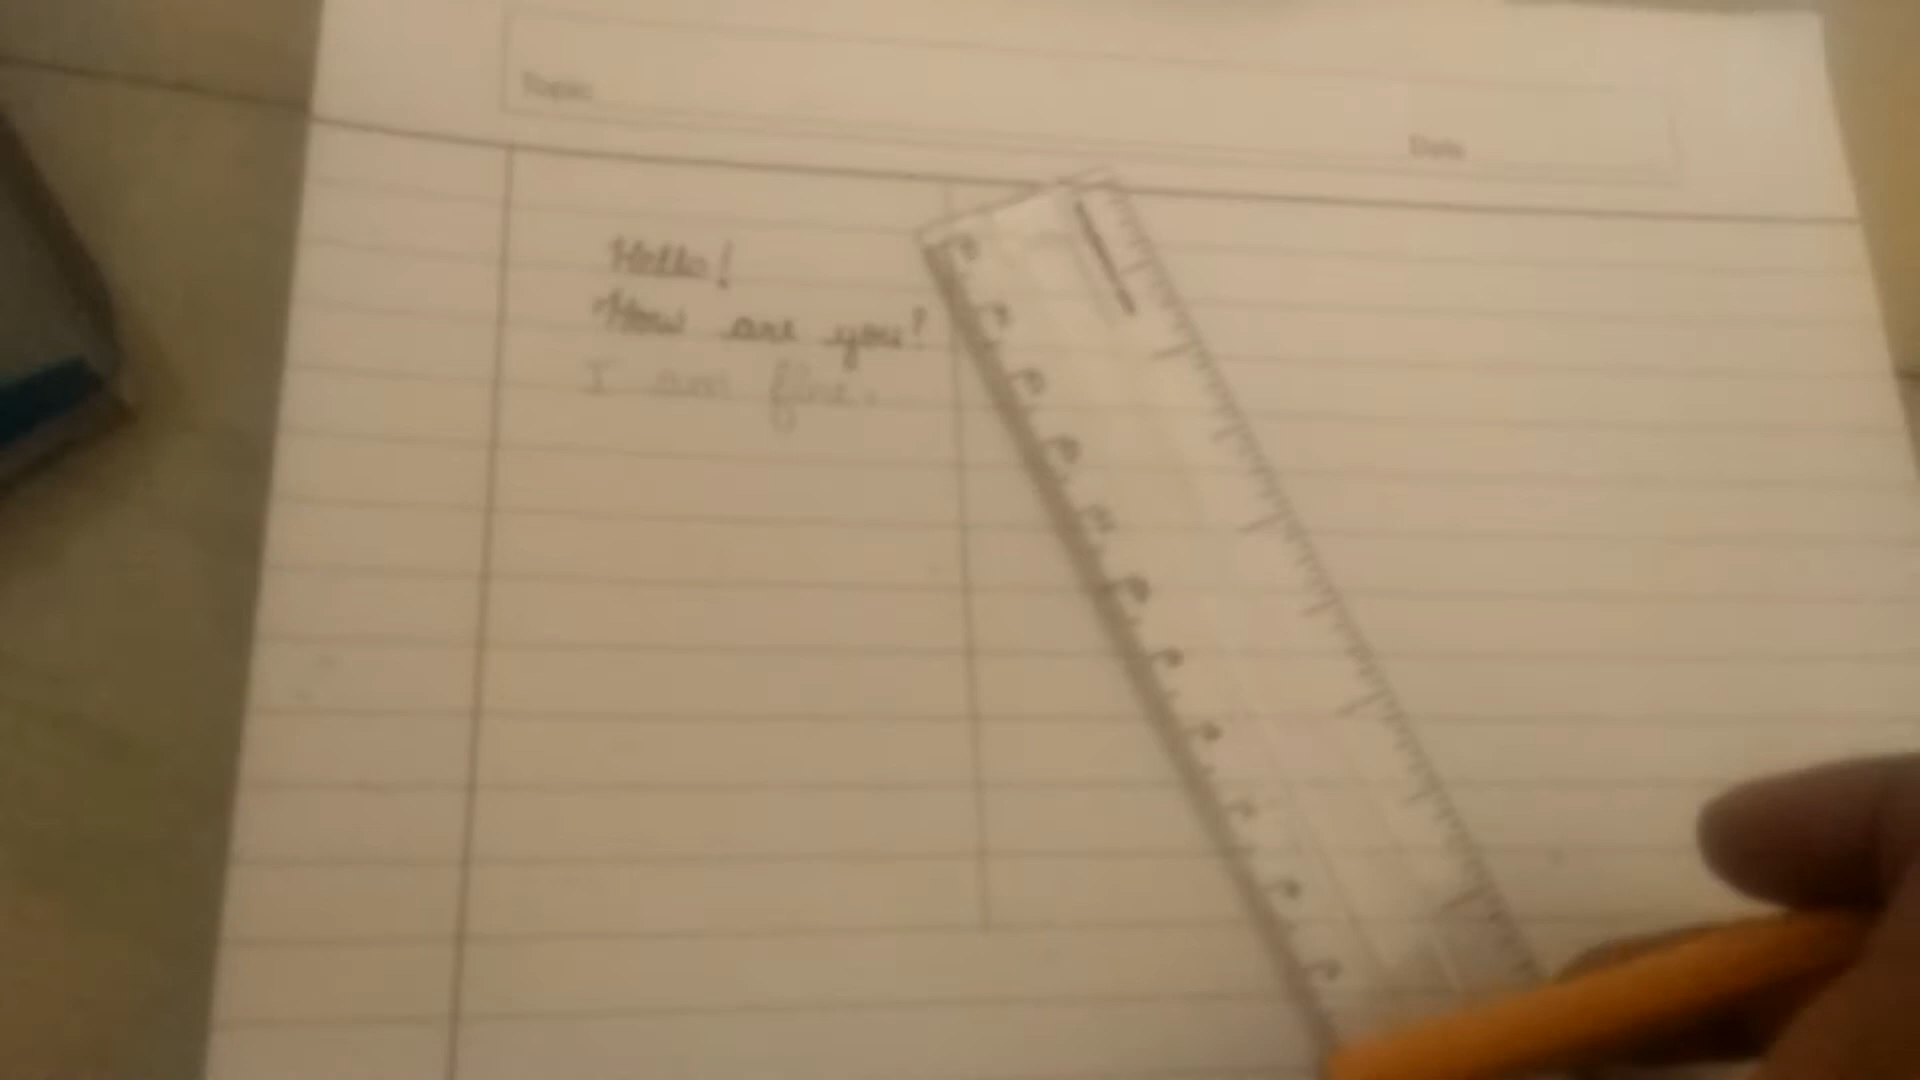 Topic
Date
Hello!
How are you?
I am fine.